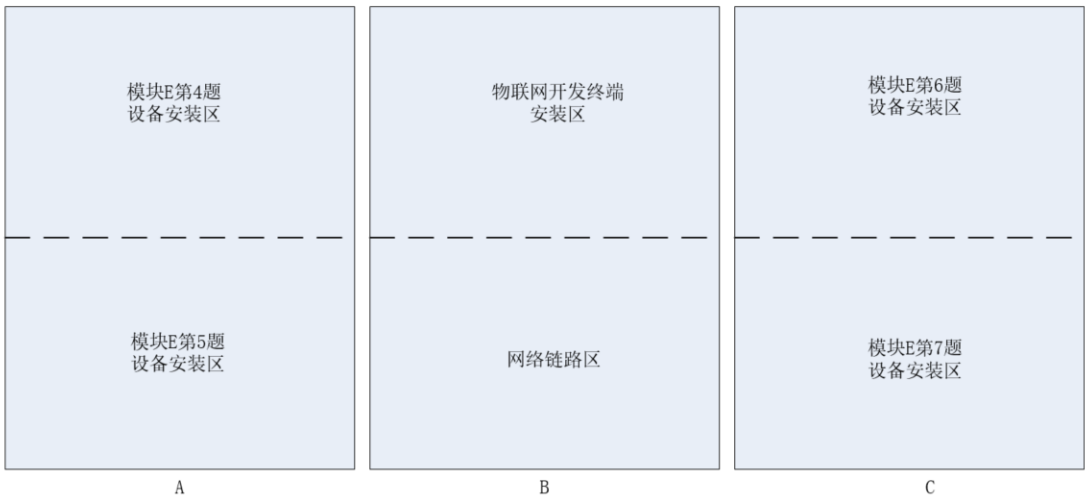 模块E第4题
设备安装区
模块E第5题
设备安装区
A
物联网开发终端
安装区
网络链路区
B
模块E第6题
设备安装区
模块E第7题
设备安装区
C